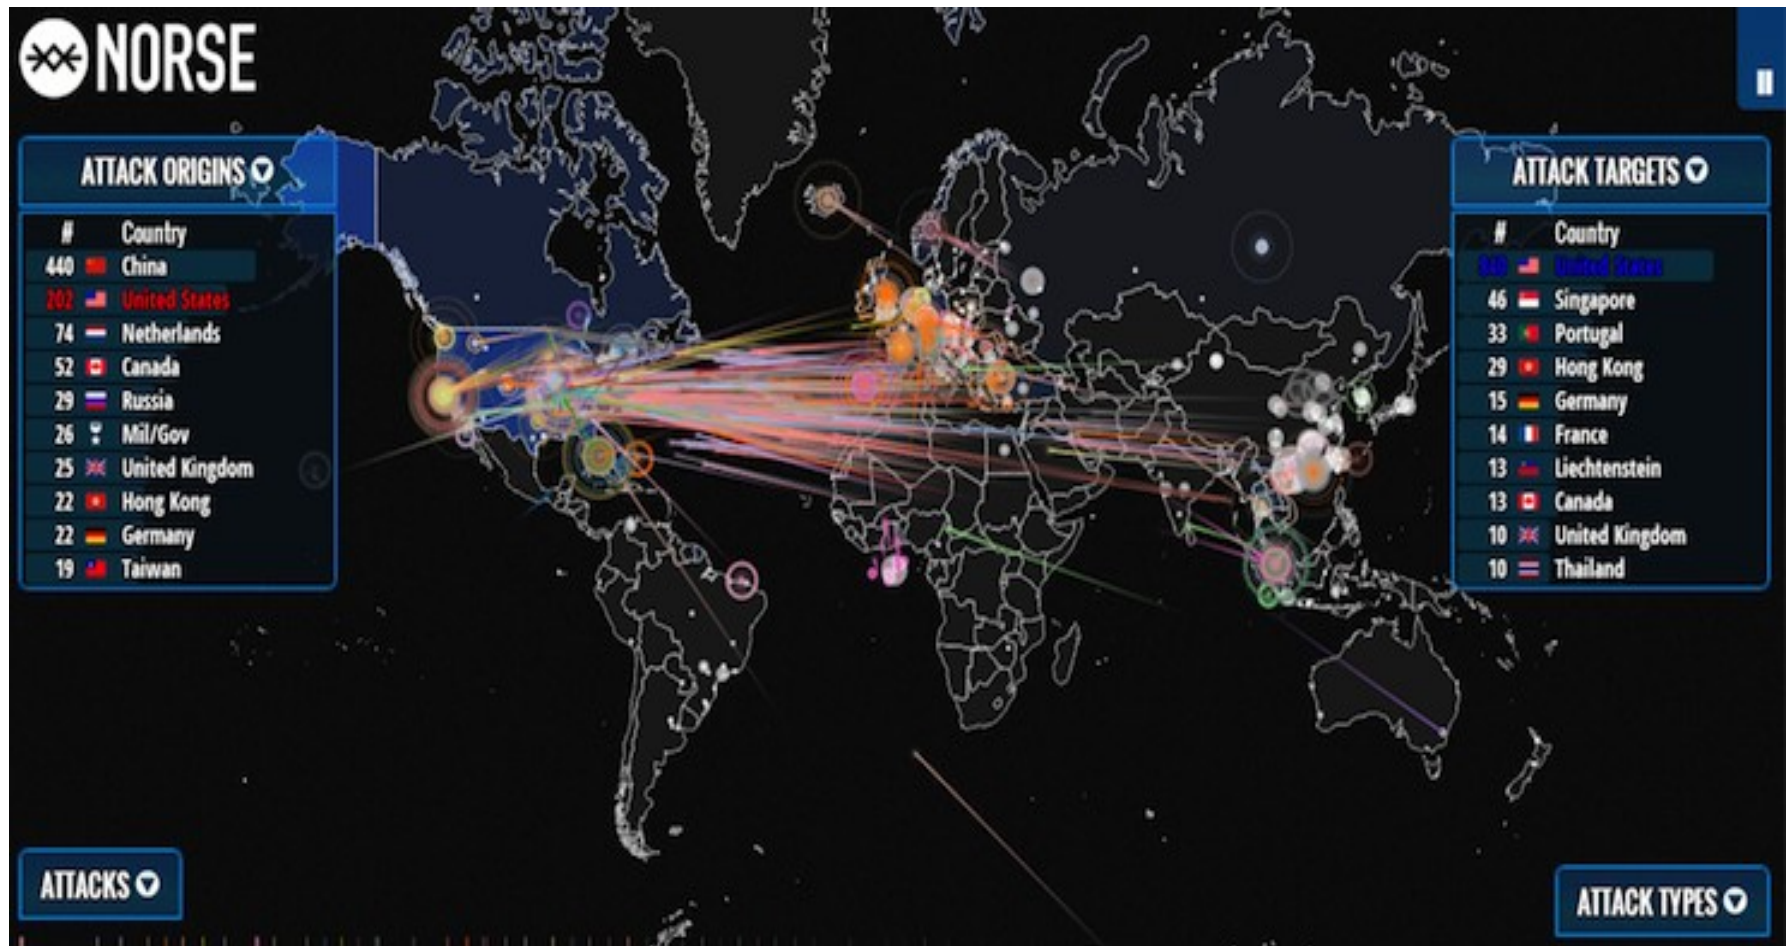 NORSE
ATTACK ORIGINS
# Country
440 China
202 United States
74 Netherlands
52 Canada
29 Russia
26 Mil/Gov
25 United Kingdom
22 Hong Kong
22 Germany
19 Taiwan
ATTACK TARGETS
# Country
United States
46 Singapore
33 Portugal
29 Hong Kong
15 Germany
14 France
13 Liechtenstein
13 Canada
10 United Kingdom
10 Thailand
ATTACKS
ATTACK TYPES